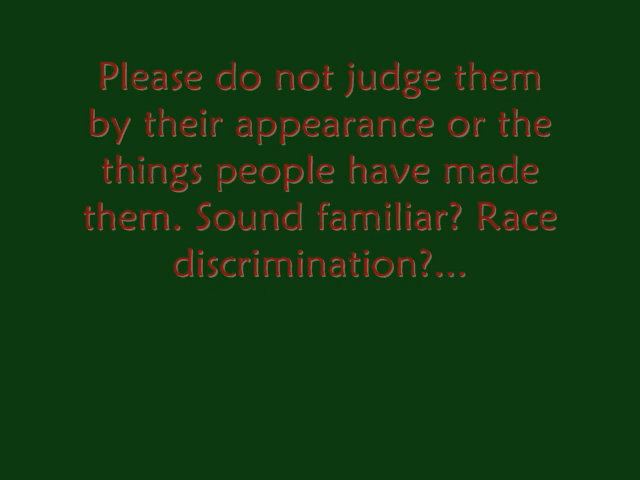 Please do not judge them
by their appearance or the
things people have made
them. Sound familiar? Race
discrimination?...